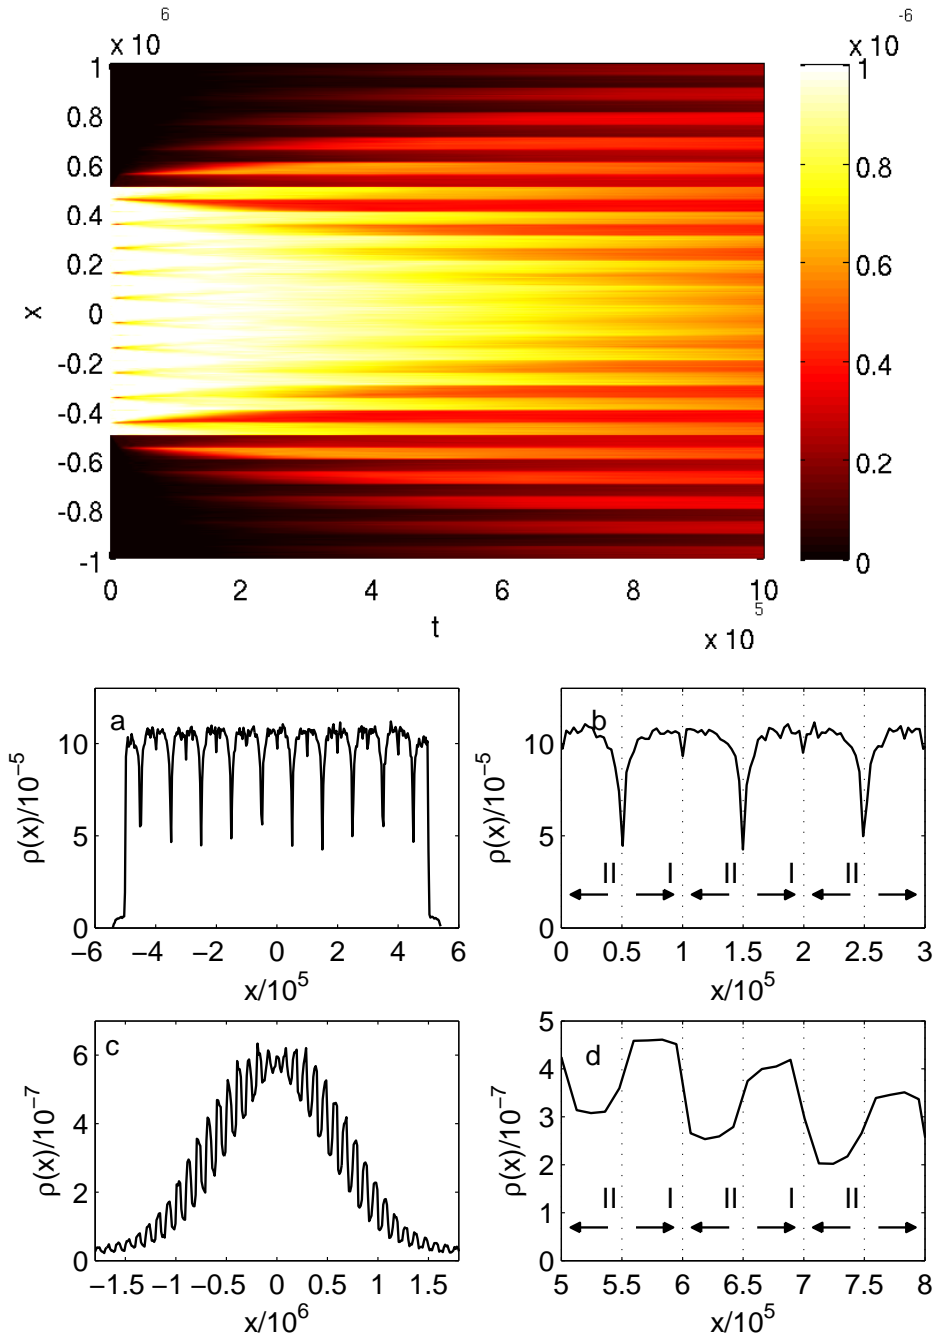 6
x 10
-6
x 10
1
0.8
0.6
0.4
0.2
0
-0.2
-0.4
-0.6
-0.8
-1
x
0 2 4 6 8 10
t
5
x 10
1
0.8
0.6
0.4
0.2
0
a
10
5
0
ρ(x)/10−5
−6 −4 −2 0 2 4 6
x/10^5
b
10
5
0
ρ(x)/10−5
II I II I II
0 0.5 1 1.5 2 2.5 3
x/10^5
c
6
4
2
0
ρ(x)/10−7
−1.5 −1 −0.5 0 0.5 1 1.5
x/10^6
d
5
4
3
2
1
0
ρ(x)/10−7
II I II I II
5 5.5 6 6.5 7 7.5 8
x/10^5